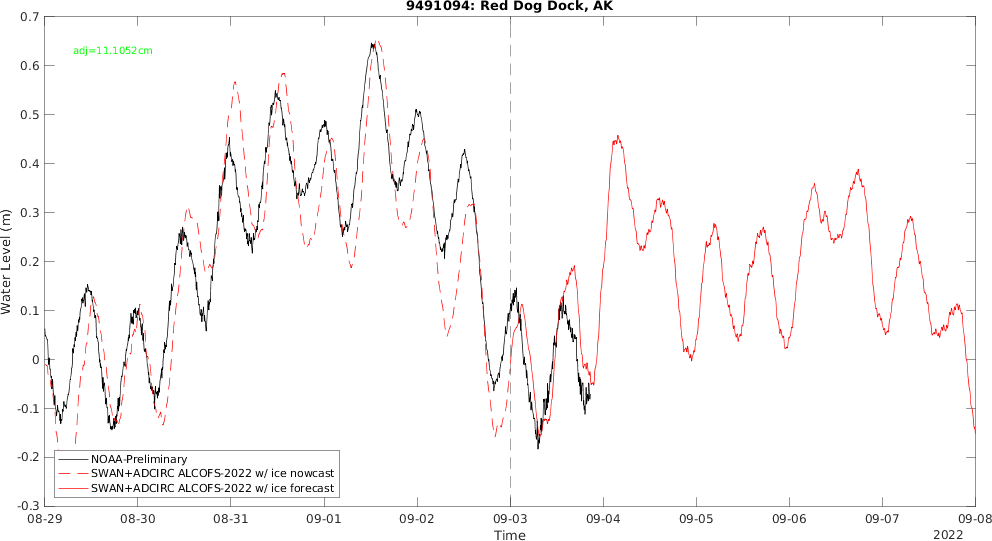 9491094: Red Dog Dock, AK
adj=11.1052cm
Water Level (m)
0.7
0.6
0.5
0.4
0.3
0.2
0.1
0
-0.1
-0.2
-0.3
NOAA-Preliminary
SWAN+ADCIRC ALCOFS-2022 w/ ice nowcast
SWAN+ADCIRC ALCOFS-2022 w/ ice forecast
08-29 08-30 08-31 09-01 09-02 09-03 09-04 09-05 09-06 09-07 09-08
Time
2022